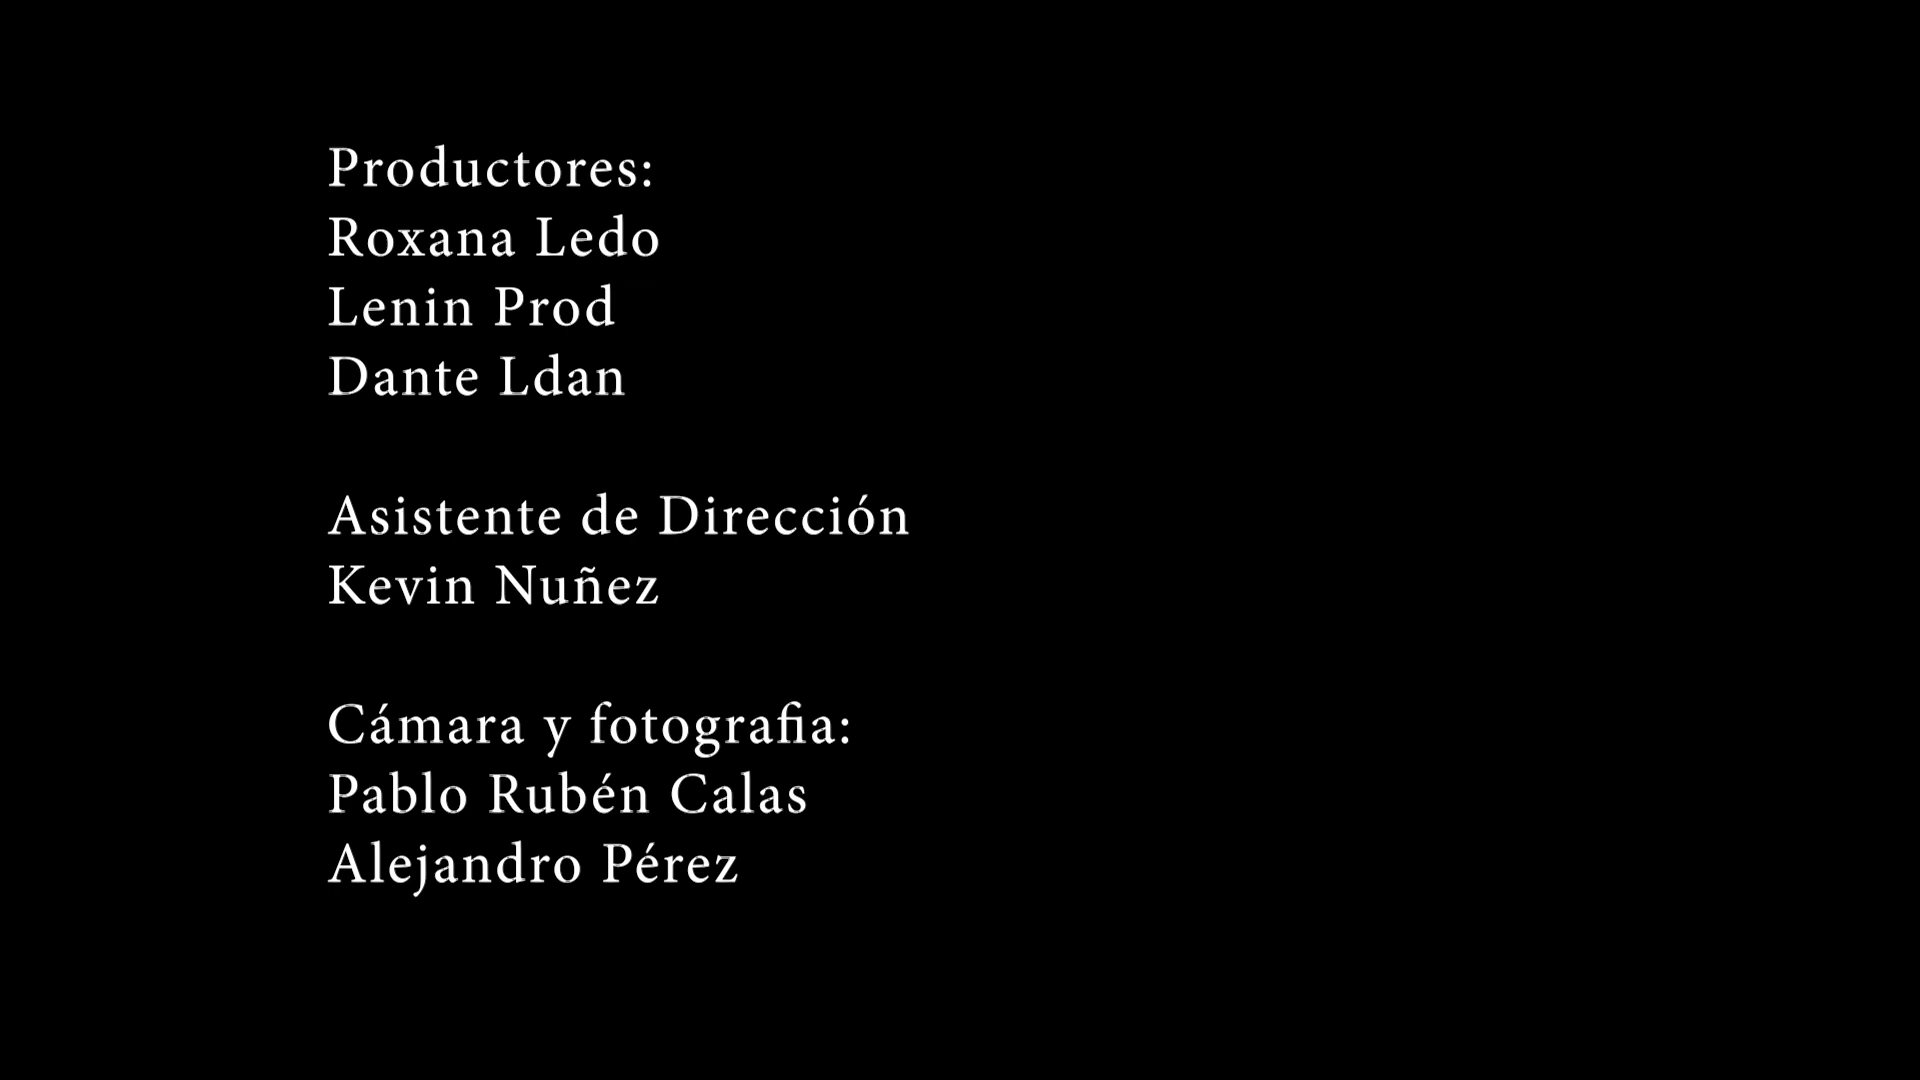 Productores:
Roxana Ledo
Lenin Prod
Dante Ldan
Asistente de Dirección
Kevin Nuñez
Cámara y fotografia:
Pablo Rubén Calas
Alejandro Pérez